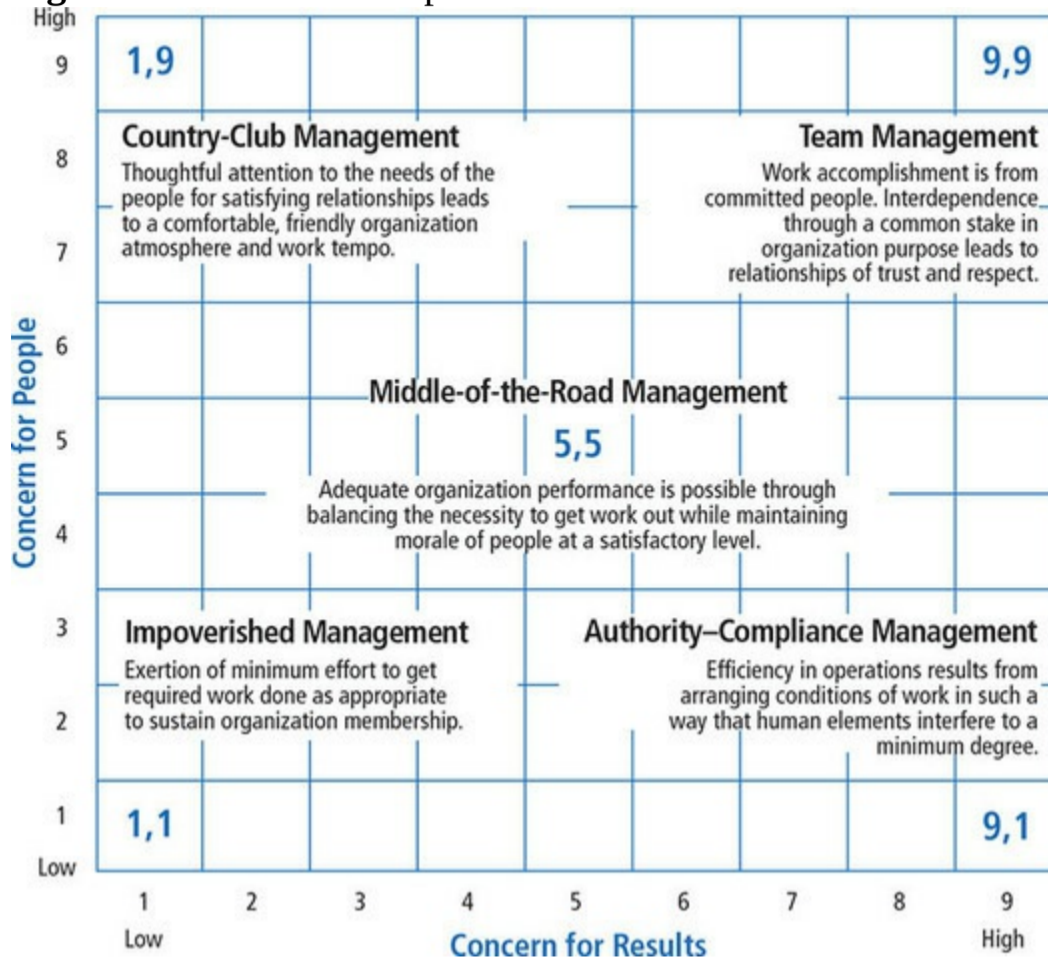 High
9
1,9
9,9
Country-Club Management
Thoughtful attention to the needs of the
people for satisfying relationships leads
to a comfortable, friendly organization
atmosphere and work tempo.
Team Management
Work accomplishment is from
committed people. Interdependence
through a common stake in
organization purpose leads to
relationships of trust and respect.
8
7
6
Middle-of-the-Road Management
5
5,5
Adequate organization performance is possible through
balancing the necessity to get work out while maintaining
morale of people at a satisfactory level.
4
Concern for People
3
Impoverished Management
Exertion of minimum effort to get
required work done as appropriate
to sustain organization membership.
Authority–Compliance Management
Efficiency in operations results from
arranging conditions of work in such a
way that human elements interfere to a
minimum degree.
2
1
1,1
9,1
Low
1 2 3 4 5 6 7 8 9
Low
High
Concern for Results